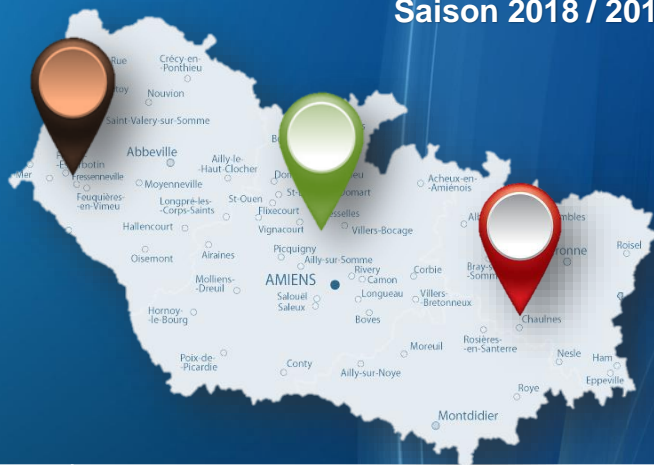 Saison 2018 / 201
Rue
Crécy-en-
-Ponthieu
Nouvion
Saint-Valery-sur-Somme
Abbeville
Ailly-le-
-Haut-Clocher
Fressenneville
Moyenneville
Feuquières-
-en-Vimeu
Longpré-les-
-Corps-Saints
St-Ouen
Flixecourt
Hallencourt
Vignacourt
Villers-Bocage
Acheux-en-
-Amiénois
Oisemont
Airaines
Picquigny
Ailly-sur-Somme
Roisel
Molliens-
-Dreuil
AMIENS
Rivery
Camon
Corbie
Salouël
Saleux
Longueau
Villers-
-Bretonneux
Hornoy-
-le-Bourg
Boves
Chaulnes
Rosières-
-en-Santerre
Poix-de-
-Picardie
Conty
Ailly-sur-Noye
Moreuil
Nesle
Ham
Eppeville
Roye
Montdidier